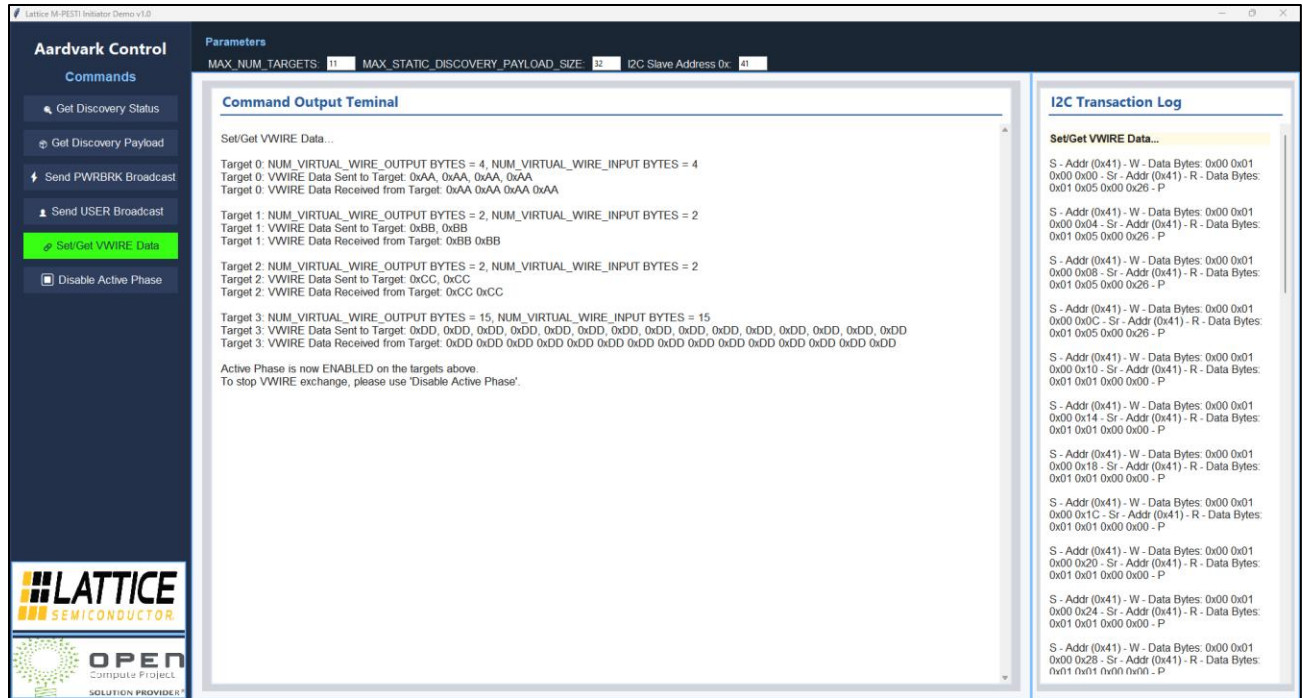 Lattice M-PESTI Initiator Demo v1.0
Aardvark Control
Commands
Get Discovery Status
Get Discovery Payload
Send PWRBRK Broadcast
Send USER Broadcast
Set/Get VWIRE Data
Disable Active Phase
LATTICE
SEMICONDUCTOR
OPEN
Compute Project
SOLUTION PROVIDER
Parameters
MAX_NUM_TARGETS: 11 MAX_STATIC_DISCOVERY_PAYLOAD_SIZE: 32 I2C Slave Address 0x: 41
Command Output Teminal
Set/Get VWIRE Data...
Target 0: NUM_VIRTUAL_WIRE_OUTPUT BYTES = 4, NUM_VIRTUAL_WIRE_INPUT BYTES = 4
Target 0: VWIRE Data Sent to Target: 0xAA, 0xAA, 0xAA, 0xAA
Target 0: VWIRE Data Received from Target: 0xAA 0xAA 0xAA 0xAA
Target 1: NUM_VIRTUAL_WIRE_OUTPUT BYTES = 2, NUM_VIRTUAL_WIRE_INPUT BYTES = 2
Target 1: VWIRE Data Sent to Target: 0xBB, 0xBB
Target 1: VWIRE Data Received from Target: 0xBB 0xBB
Target 2: NUM_VIRTUAL_WIRE_OUTPUT BYTES = 2, NUM_VIRTUAL_WIRE_INPUT BYTES = 2
Target 2: VWIRE Data Sent to Target: 0xCC, 0xCC
Target 2: VWIRE Data Received from Target: 0xCC 0xCC
Target 3: NUM_VIRTUAL_WIRE_OUTPUT BYTES = 15, NUM_VIRTUAL_WIRE_INPUT BYTES = 15
Target 3: VWIRE Data Sent to Target: 0xDD, 0xDD, 0xDD, 0xDD, 0xDD, 0xDD, 0xDD, 0xDD, 0xDD, 0xDD, 0xDD, 0xDD, 0xDD, 0xDD, 0xDD
Target 3: VWIRE Data Received from Target: 0xDD 0xDD 0xDD 0xDD 0xDD 0xDD 0xDD 0xDD 0xDD 0xDD 0xDD 0xDD 0xDD 0xDD 0xDD
Active Phase is now ENABLED on the targets above.
To stop VWIRE exchange, please use 'Disable Active Phase'.
I2C Transaction Log
Set/Get VWIRE Data...
S - Addr (0x41) - W - Data Bytes: 0x00 0x01
0x00 0x00 - Sr - Addr (0x41) - R - Data Bytes:
0x01 0x05 0x00 0x26 - P
S - Addr (0x41) - W - Data Bytes: 0x00 0x01
0x00 0x04 - Sr - Addr (0x41) - R - Data Bytes:
0x01 0x05 0x00 0x26 - P
S - Addr (0x41) - W - Data Bytes: 0x00 0x01
0x00 0x08 - Sr - Addr (0x41) - R - Data Bytes:
0x01 0x05 0x00 0x26 - P
S - Addr (0x41) - W - Data Bytes: 0x00 0x01
0x00 0x0C - Sr - Addr (0x41) - R - Data Bytes:
0x01 0x05 0x00 0x26 - P
S - Addr (0x41) - W - Data Bytes: 0x00 0x01
0x00 0x10 - Sr - Addr (0x41) - R - Data Bytes:
0x01 0x01 0x00 0x00 - P
S - Addr (0x41) - W - Data Bytes: 0x00 0x01
0x00 0x14 - Sr - Addr (0x41) - R - Data Bytes:
0x01 0x01 0x00 0x00 - P
S - Addr (0x41) - W - Data Bytes: 0x00 0x01
0x00 0x18 - Sr - Addr (0x41) - R - Data Bytes:
0x01 0x01 0x00 0x00 - P
S - Addr (0x41) - W - Data Bytes: 0x00 0x01
0x00 0x1C - Sr - Addr (0x41) - R - Data Bytes:
0x01 0x01 0x00 0x00 - P
S - Addr (0x41) - W - Data Bytes: 0x00 0x01
0x00 0x20 - Sr - Addr (0x41) - R - Data Bytes:
0x01 0x01 0x00 0x00 - P
S - Addr (0x41) - W - Data Bytes: 0x00 0x01
0x00 0x24 - Sr - Addr (0x41) - R - Data Bytes:
0x01 0x01 0x00 0x00 - P
S - Addr (0x41) - W - Data Bytes: 0x00 0x01
0x00 0x28 - Sr - Addr (0x41) - R - Data Bytes:
0x01 0x01 0x00 0x00 - P